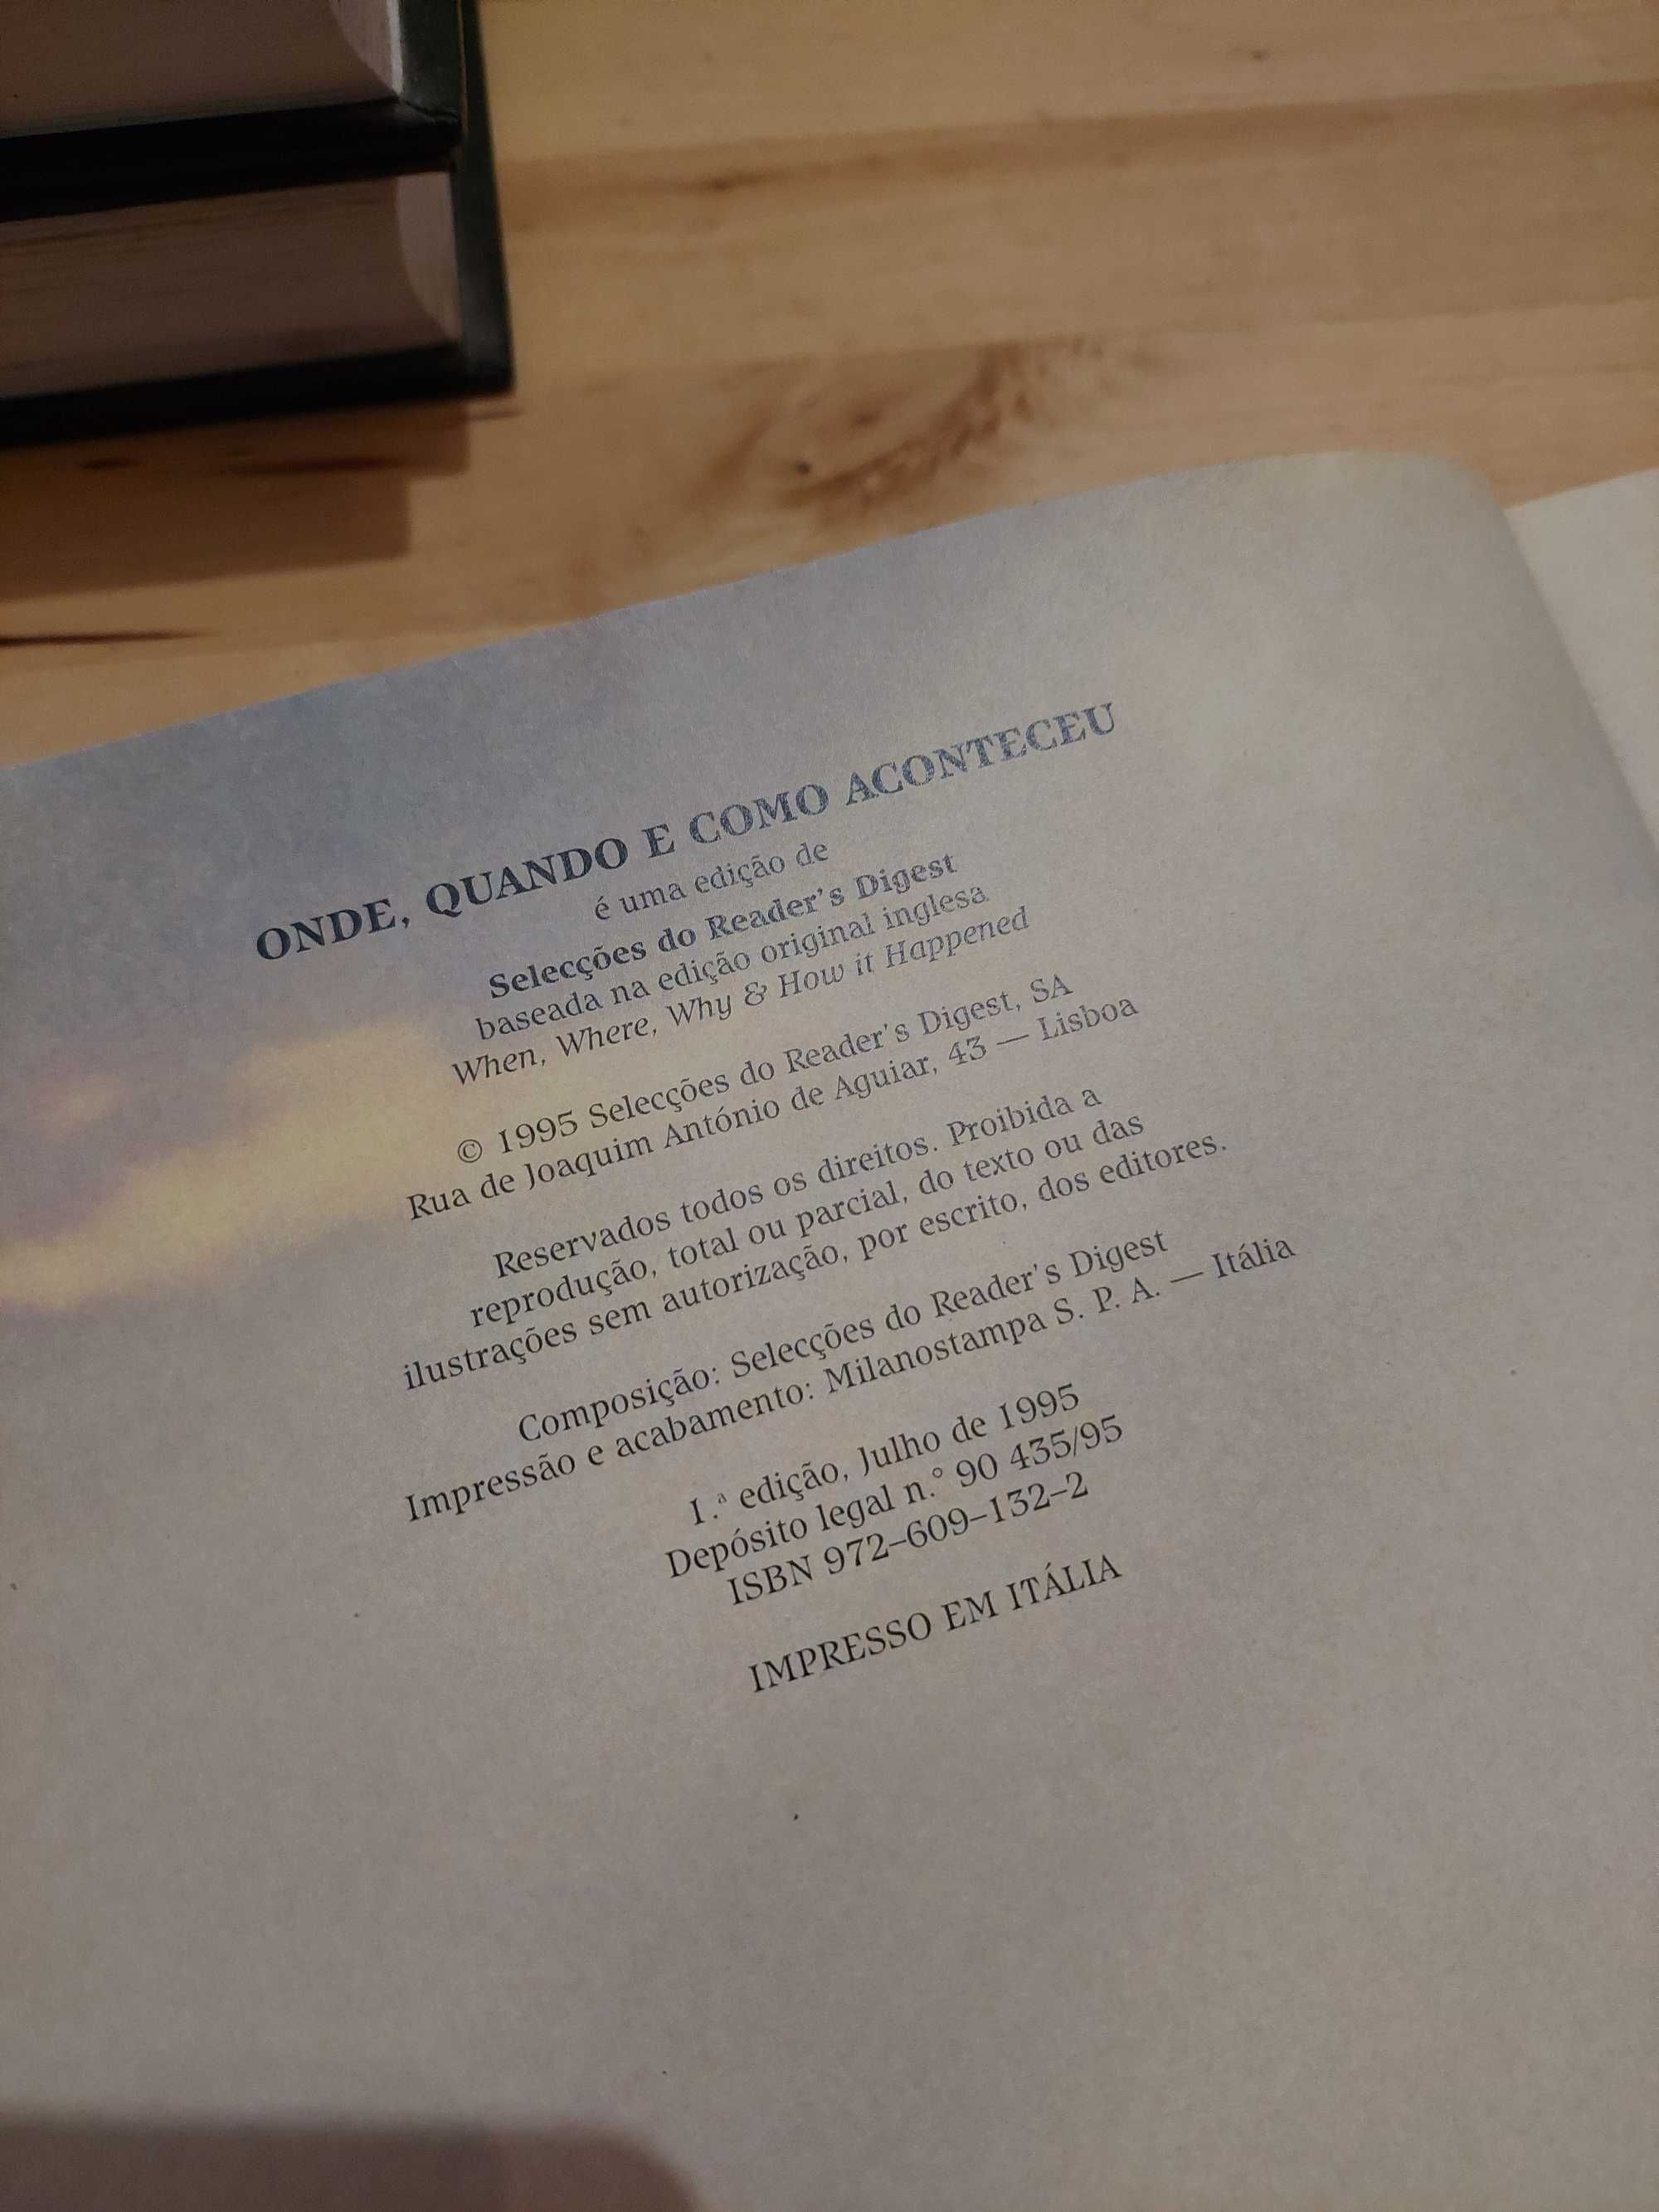 ONDE, QUANDO E COMO ACONTECEU
é uma edição de
Selecções do Reader's Digest
baseada na edição original inglesa
When, Where, Why & How it Happened
© 1995 Selecções do Reader's Digest, SA
Rua de Joaquim António de Aguiar, 43 — Lisboa
Reservados todos os direitos. Proibida a
reprodução, total ou parcial, do texto ou das
ilustrações sem autorização, por escrito, dos editores.
Composição: Selecções do Reader's Digest
Impressão e acabamento: Milanostampa S. P. A. — Itália
1.ª edição, Julho de 1995
Depósito legal n.° 90 435/95
ISBN 972–609–132–2
IMPRESSO EM ITÁLIA